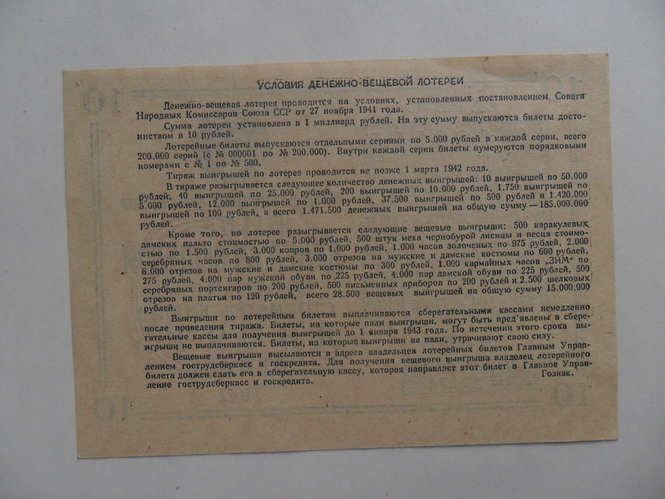 10
УСЛОВИЯ ДЕНЕЖНО-ВЕЩЕВОЙ ЛОТЕРЕИ
Денежно-вещевая лотерея проводится на условиях, установленных постановлением Совета
Народных Комиссаров Союза ССР от 27 ноября 1941 года.
Сумма лотереи установлена в 1 миллиард рублей. На эту сумму выпускаются билеты досто-
инством в 10 рублей.
Лотерейные билеты выпускаются отдельными сериями по 5.000 рублей в каждой серии, всего
200.000 серий (с № 000001 по № 200.000). Внутри каждой серии билеты нумеруются порядковыми
номерами с № 1 по № 500.
Тираж выигрышей по лотерее проводится не позже 1 марта 1942 года.
В тираже разыгрывается следующее количество денежных выигрышей: 10 выигрышей по 50.000
рублей, 40 выигрышей по 25.000 рублей, 200 выигрышей по 10.000 рублей, 1.750 выигрышей по
5.000 рублей, 12.000 выигрышей по 1.000 рублей, 37.500 выигрышей по 500 рублей и 1.420.000
выигрышей по 100 рублей, а всего 1.471.500 денежных выигрышей на общую сумму—185.000.000
рублей.
Кроме того, по лотерее разыгрывается следующие вещевые выигрыши: 500 каракулевых
дамских пальто стоимостью по 5.000 рублей, 500 штук меха чернобурой лисицы и песца стоимо-
стью по 1.500 рублей, 3.000 ковров по 1.000 рублей, 1.000 часов золоченых по 975 рублей, 2.000
серебряных часов по 800 рублей, 3.000 отрезов на мужские и дамские костюмы по 600 рублей,
6.000 отрезов на мужские и дамские костюмы по 300 рублей, 1.000 карманных часов „ЗИМ“ по
275 рублей, 4.000 пар мужской обуви по 225 рублей, 4.000 пар дамской обуви по 225 рублей, 500
серебряных портсигаров по 200 рублей, 500 письменных приборов по 200 рублей и 2.500 шелковых
отрезов на платья по 120 рублей, всего 28.500 вещевых выигрышей на общую сумму 15.000.000
рублей.
Выигрыши по лотерейным билетам выплачиваются сберегательными кассами немедленно
после проведения тиража. Билеты, на которые пали выигрыши, могут быть пред'явлены в сбере-
гательные кассы для получения выигрышей до 1 января 1943 года. По истечении этого срока вы-
игрыши не выплачиваются. Билеты, на которые выигрыши не пали, утрачивают свою силу.
Вещевые выигрыши высылаются в адреса владельцев лотерейных билетов Главным Управ-
лением гострудсберкасс и госкредита. Для получения вещевого выигрыша владелец лотерейного
билета должен сдать его в сберегательную кассу, которая направляет этот билет в Главное Управ-
ление гострудсберкасс и госкредита.
Гознак.
10
10